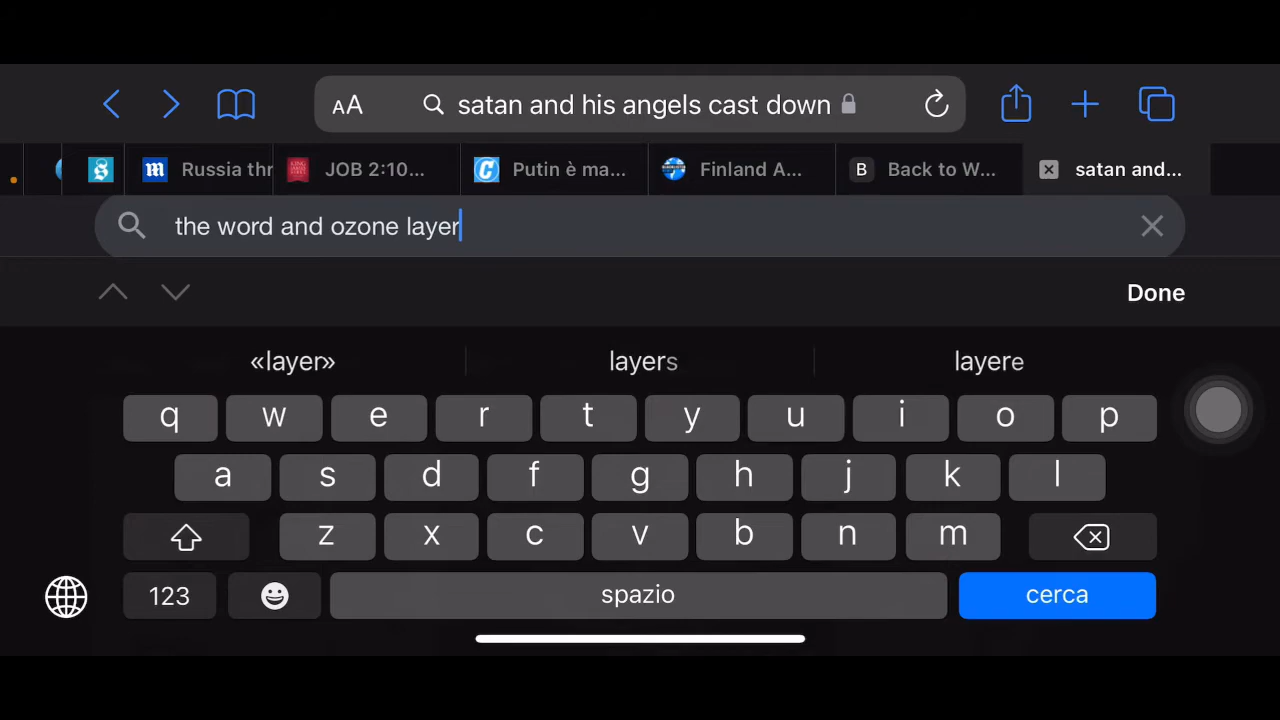 AA satan and his angels cast down
S m Russia thr JOB 2:10... C Putin è ma... Finland A... B Back to W... satan and...
the word and ozone layer
Done
«layer» layers layere
q w e r t y u i o p
a s d f g h j k l
z x c v b n m
123 spazio cerca